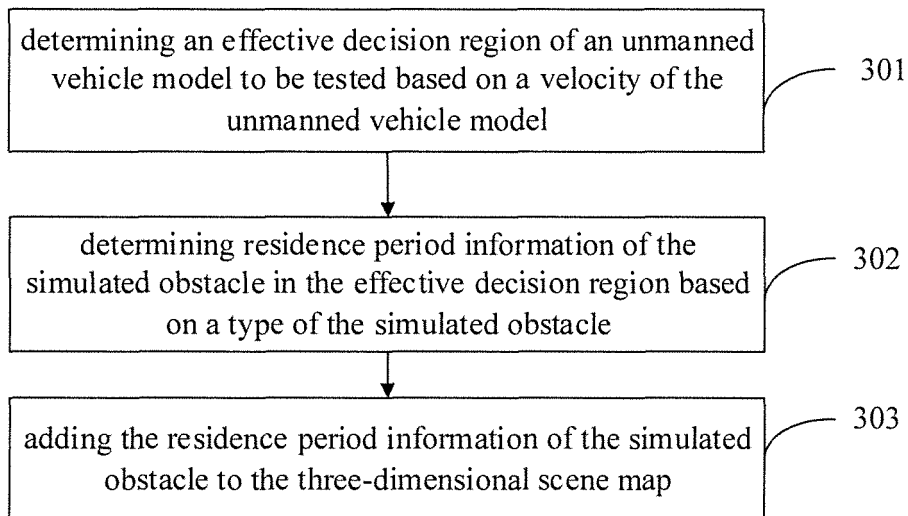 determining an effective decision region of an unmanned
vehicle model to be tested based on a velocity of the
unmanned vehicle model
301
determining residence period information of the
simulated obstacle in the effective decision region based
on a type of the simulated obstacle
302
adding the residence period information of the simulated
obstacle to the three-dimensional scene map
303